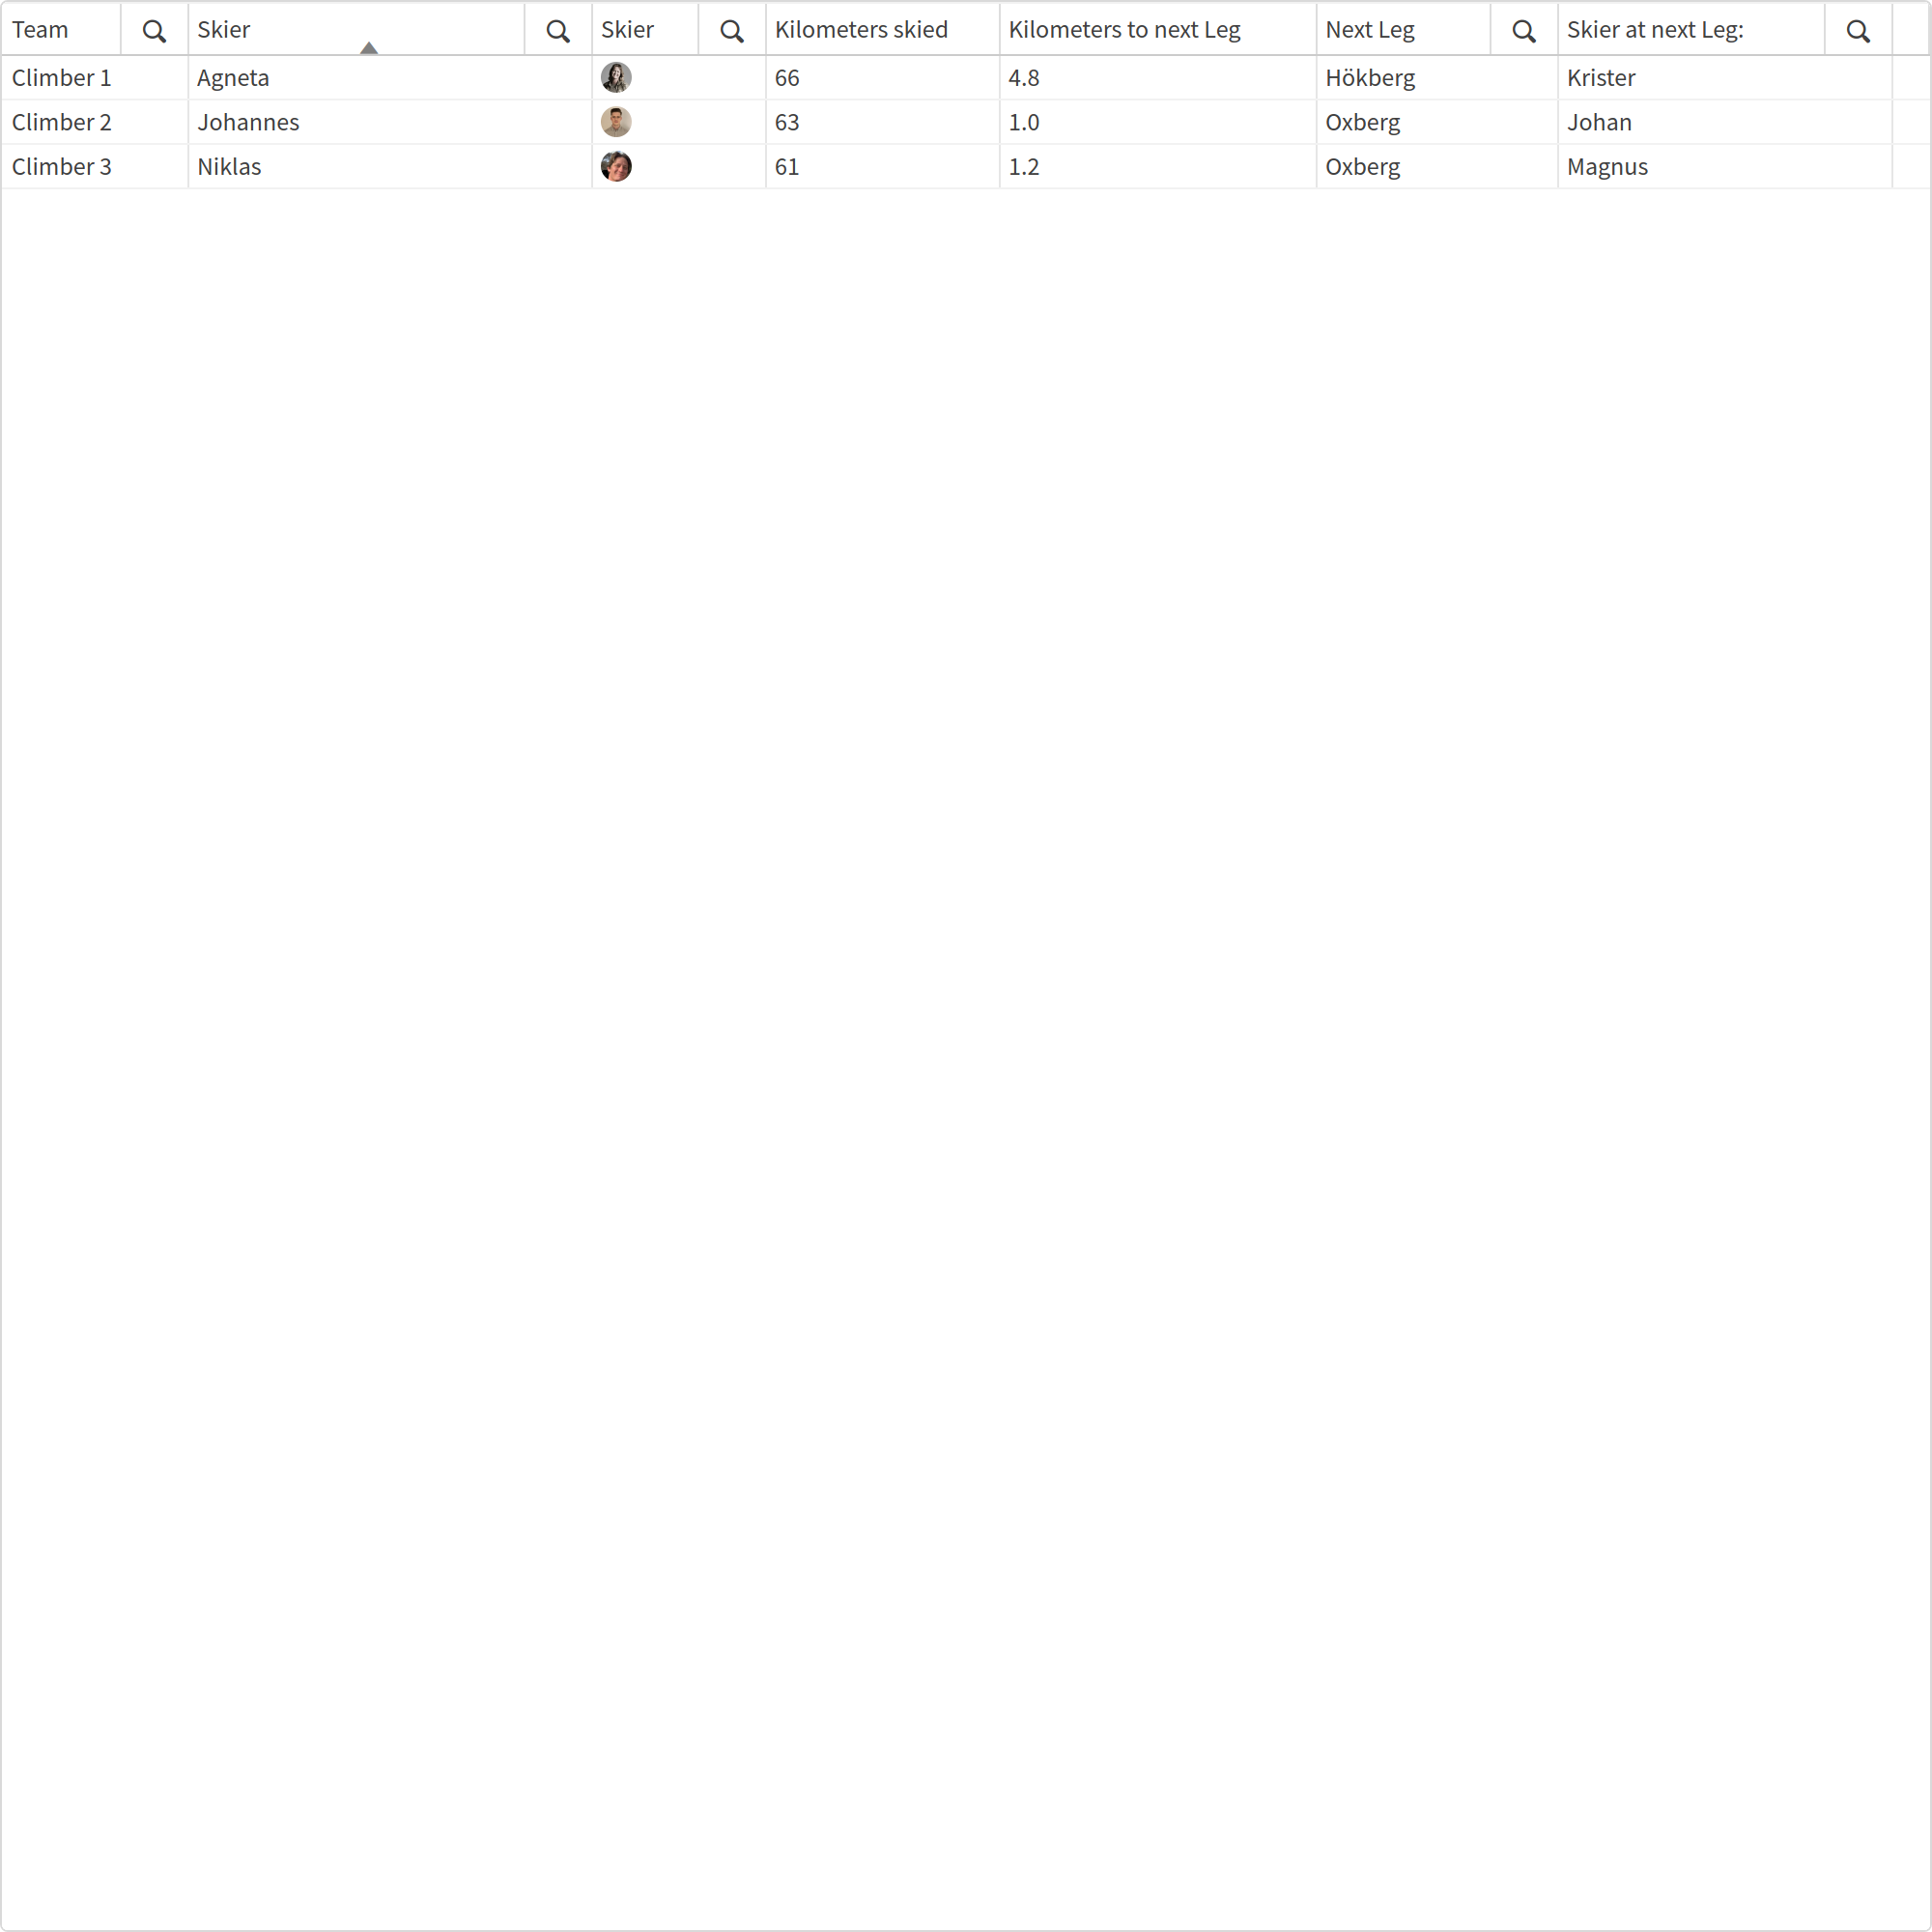 Team Skier Skier Kilometers skied Kilometers to next Leg Next Leg Skier at next Leg:
Climber 1 Agneta 66 4.8 Hökberg Krister
Climber 2 Johannes 63 1.0 Oxberg Johan
Climber 3 Niklas 61 1.2 Oxberg Magnus